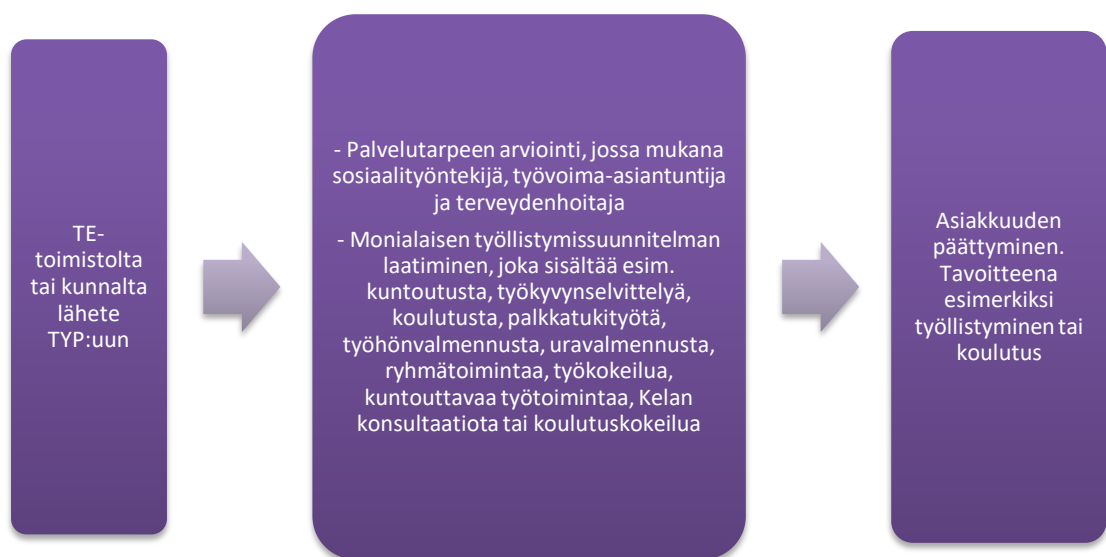 TE-
toimistolta
tai kunnalta
lähete
TYP:uun
- Palvelutarpeen arviointi, jossa mukana
sosiaalityöntekijä, työvoima-asiantuntija
ja terveydenhoitaja
- Monialaisen työllistymissuunnitelman
laatiminen, joka sisältää esim.
kuntoutusta, työkyvynselvittelyä,
koulutusta, palkkatukityötä,
työhönvalmennusta, uravalmennusta,
ryhmätoimintaa, työkokeilua,
kuntouttavaa työtoimintaa, Kelan
konsultaatiota tai koulutuskokeilua
Asiakkuuden
päättyminen.
Tavoitteena
esimerkiksi
työllistyminen tai
koulutus